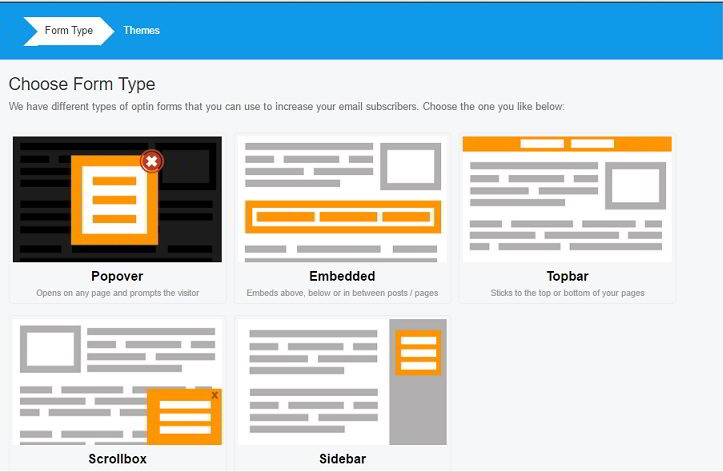 Form Type
Themes
Choose Form Type
We have different types of optin forms that you can use to increase your email subscribers. Choose the one you like below:
Popover
Opens on any page and prompts the visitor
Embedded
Embeds above, below or in between posts / pages
Topbar
Sticks to the top or bottom of your pages
Scrollbox
Sidebar